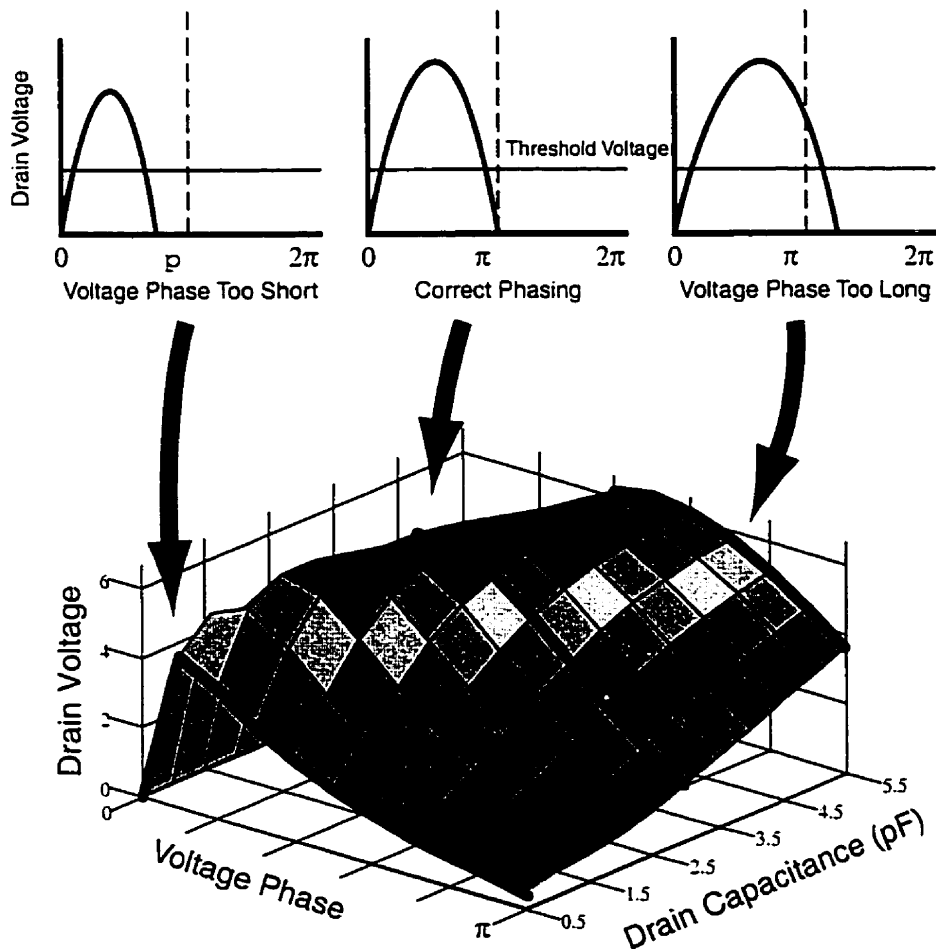 Drain Voltage
Threshold Voltage
0 p 2π
0 π 2π
0 π 2π
Voltage Phase Too Short
Correct Phasing
Voltage Phase Too Long
Drain Voltage
6
4
2
0
0
Voltage Phase
π
0.5
1.5
2.5
3.5
4.5
5.5
Drain Capacitance (pF)